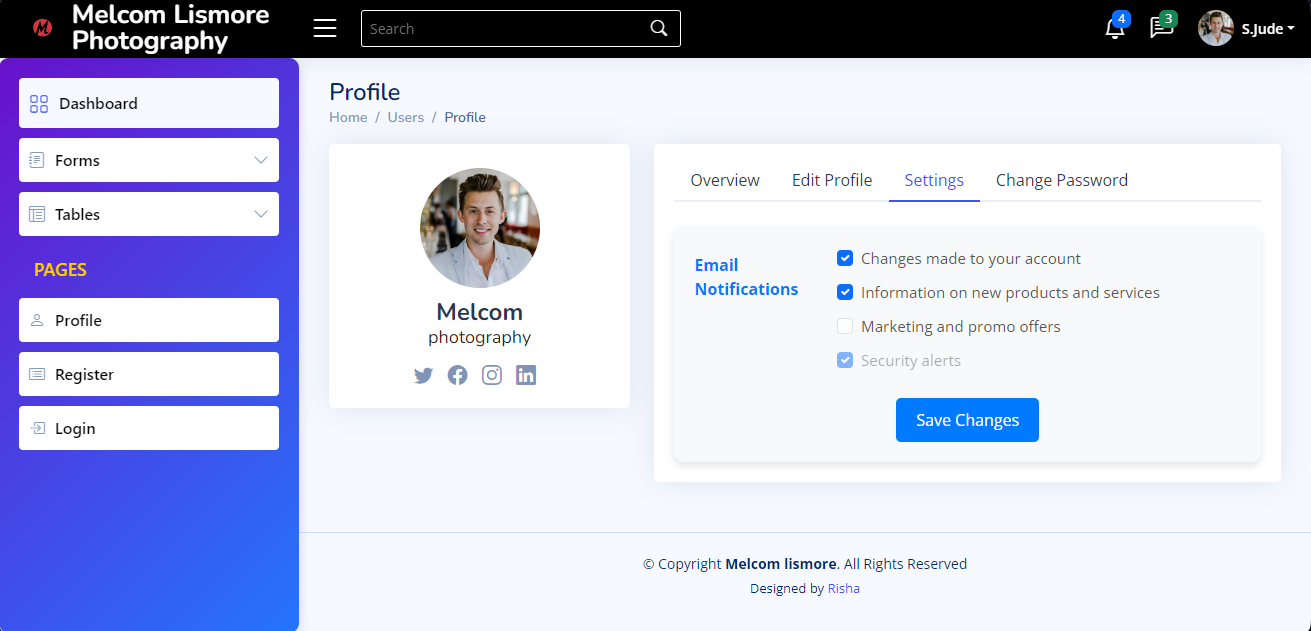 M
Melcom Lismore
Photography
Search
4
3
S.Jude
Dashboard
Forms
Tables
PAGES
Profile
Register
Login
Profile
Home / Users / Profile
Melcom
photography
Overview
Edit Profile
Settings
Change Password
Email
Notifications
Changes made to your account
Information on new products and services
Marketing and promo offers
Security alerts
Save Changes
© Copyright Melcom lismore. All Rights Reserved
Designed by Risha